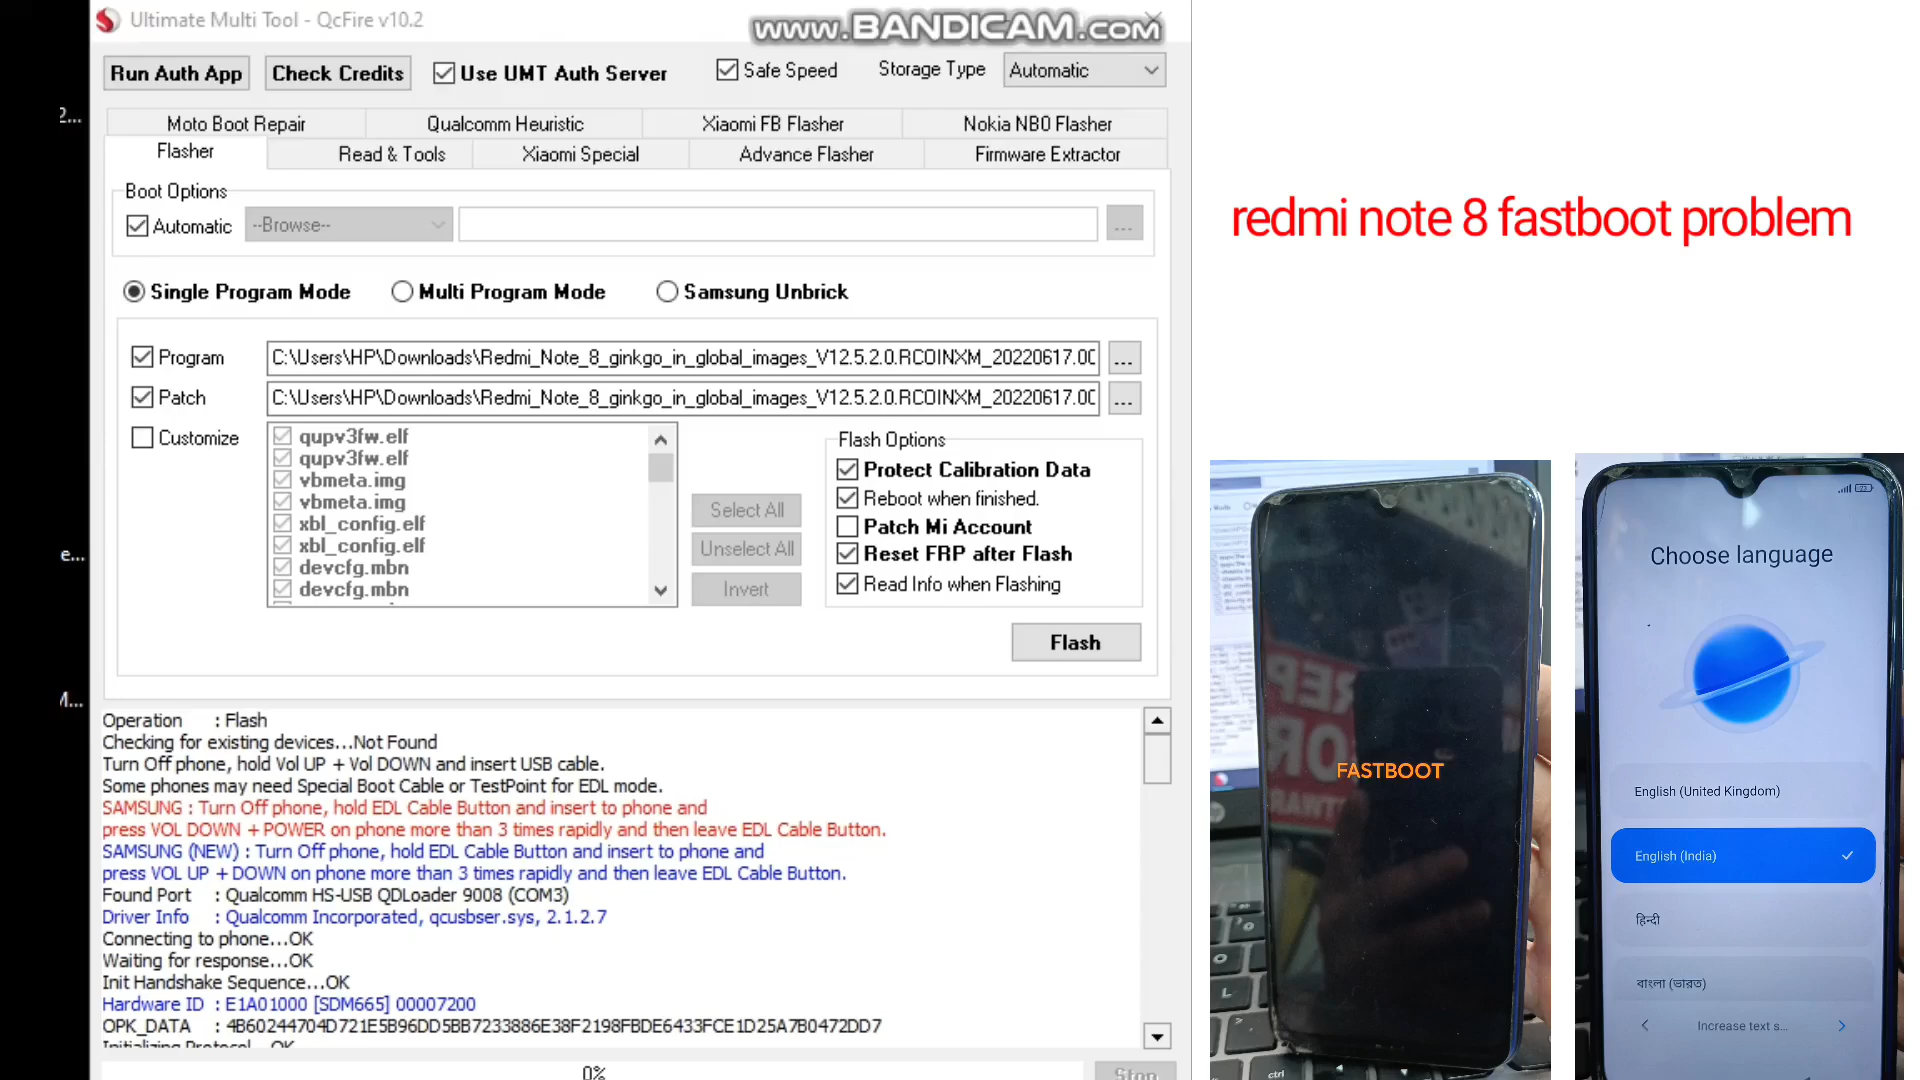 Ultimate Multi Tool - QcFire v10.2
www.BANDICAM.com
Run Auth App
Check Credits
Use UMT Auth Server
Safe Speed
Storage Type
Automatic
Moto Boot Repair
Qualcomm Heuristic
Xiaomi FB Flasher
Nokia NB0 Flasher
Flasher
Read & Tools
Xiaomi Special
Advance Flasher
Firmware Extractor
Boot Options
Automatic
--Browse--
...
Single Program Mode
Multi Program Mode
Samsung Unbrick
Program
C:\Users\HP\Downloads\Redmi_Note_8_ginkgo_in_global_images_V12.5.2.0.RCOINXM_20220617.0C
...
Patch
C:\Users\HP\Downloads\Redmi_Note_8_ginkgo_in_global_images_V12.5.2.0.RCOINXM_20220617.0C
...
Customize
qupv3fw.elf
qupv3fw.elf
vbmeta.img
vbmeta.img
xbl_config.elf
xbl_config.elf
devcfg.mbn
devcfg.mbn
Select All
Unselect All
Invert
Flash Options
Protect Calibration Data
Reboot when finished.
Patch Mi Account
Reset FRP after Flash
Read Info when Flashing
Flash
Operation : Flash
Checking for existing devices...Not Found
Turn Off phone, hold Vol UP + Vol DOWN and insert USB cable.
Some phones may need Special Boot Cable or TestPoint for EDL mode.
SAMSUNG : Turn Off phone, hold EDL Cable Button and insert to phone and
press VOL DOWN + POWER on phone more than 3 times rapidly and then leave EDL Cable Button.
SAMSUNG (NEW) : Turn Off phone, hold EDL Cable Button and insert to phone and
press VOL UP + DOWN on phone more than 3 times rapidly and then leave EDL Cable Button.
Found Port : Qualcomm HS-USB QDLoader 9008 (COM3)
Driver Info : Qualcomm Incorporated, qcusbser.sys, 2.1.2.7
Connecting to phone...OK
Waiting for response...OK
Init Handshake Sequence...OK
Hardware ID : E1A01000 [SDM665] 00007200
OPK_DATA : 4B60244704D721E5B96DD5BB7233886E38F2198FBDE6433FCE1D25A7B0472DD7
Initializing Protocol...OK
0%
Stop
2...
e...
M...
redmi note 8 fastboot problem
FASTBOOT
Choose language
English (United Kingdom)
English (India)
हिन्दी
বাংলা (ভারত)
Increase text s...
ctrl